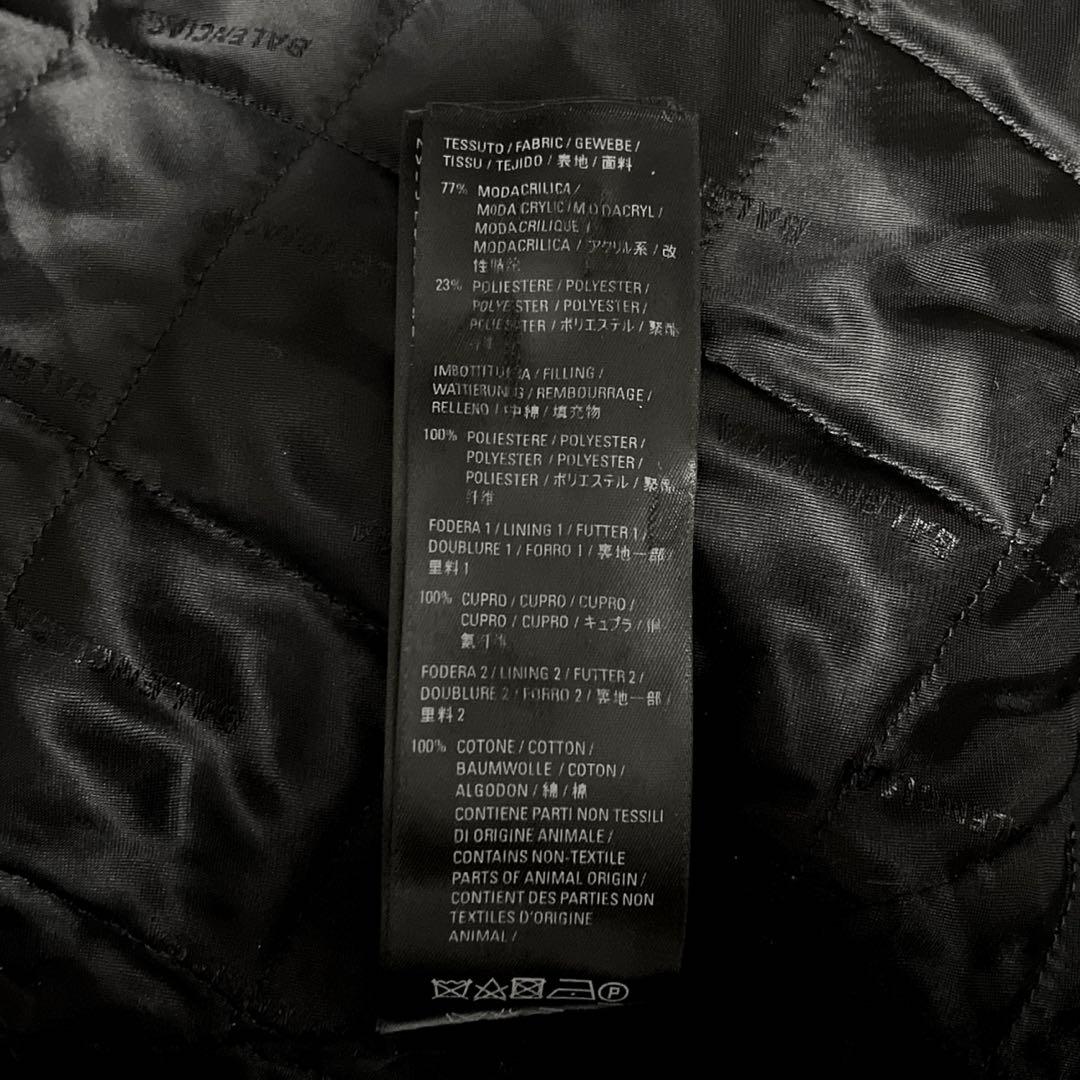 BALENCIAGA
TESSUTO / FABRIC / GEWEBE /
TISSU / TEJIDO / 表地 / 面料
77% MODACRILICA /
MODACRYLIC / MODACRYL /
MODACRILIQUE /
MODACRILICA / アクリル系 / 改
性腈纶
23% POLIESTERE / POLYESTER /
POLYESTER / POLYESTER /
POLIESTER / ポリエステル / 聚酯
纤维
IMBOTTITURA / FILLING /
WATTIERUNG / REMBOURRAGE /
RELLENO / 中綿 / 填充物
100% POLIESTERE / POLYESTER /
POLYESTER / POLYESTER /
POLIESTER / ポリエステル / 聚酯
纤维
FODERA 1 / LINING 1 / FUTTER 1 /
DOUBLURE 1 / FORRO 1 / 裏地一部 /
里料1
100% CUPRO / CUPRO / CUPRO /
CUPRO / CUPRO / キュプラ / 铜
氨纤维
FODERA 2 / LINING 2 / FUTTER 2 /
DOUBLURE 2 / FORRO 2 / 裏地一部 /
里料2
100% COTONE / COTTON /
BAUMWOLLE / COTON /
ALGODON / 綿 / 棉
CONTIENE PARTI NON TESSILI
DI ORIGINE ANIMALE /
CONTAINS NON-TEXTILE
PARTS OF ANIMAL ORIGIN /
CONTIENT DES PARTIES NON
TEXTILES D'ORIGINE
ANIMAL /
P